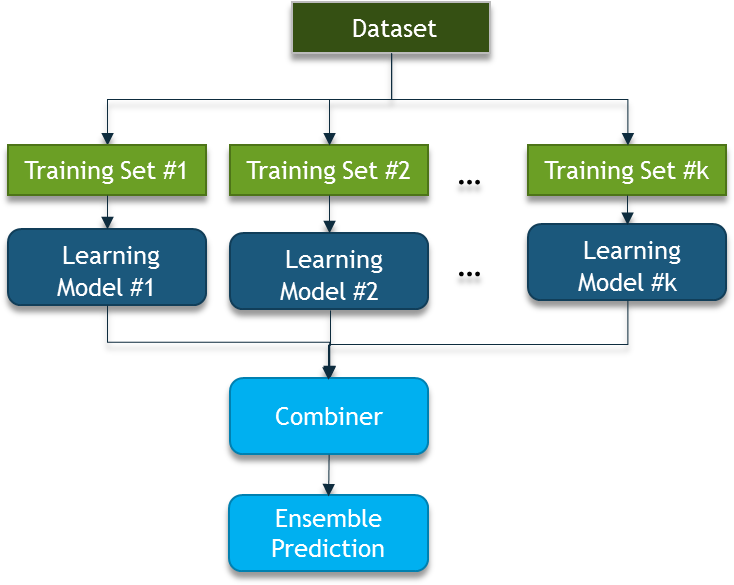 Dataset
Training Set #1
Training Set #2
...
Training Set #k
Learning
Model #1
Learning
Model #2
...
Learning
Model #k
Combiner
Ensemble
Prediction